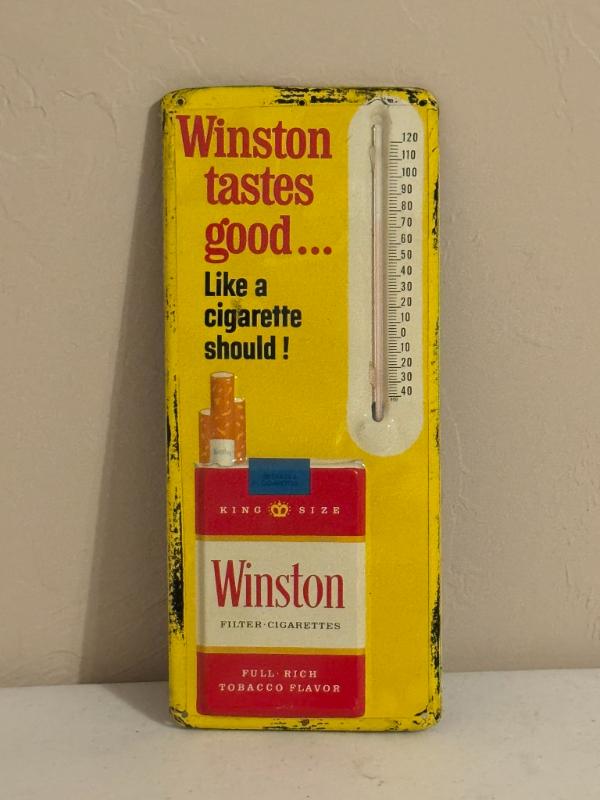 Winston
tastes
good...
Like a
cigarette
should!
120
110
100
90
80
70
60
50
40
30
20
10
0
10
20
30
40
KING SIZE
Winston
FILTER·CIGARETTES
FULL·RICH
TOBACCO FLAVOR